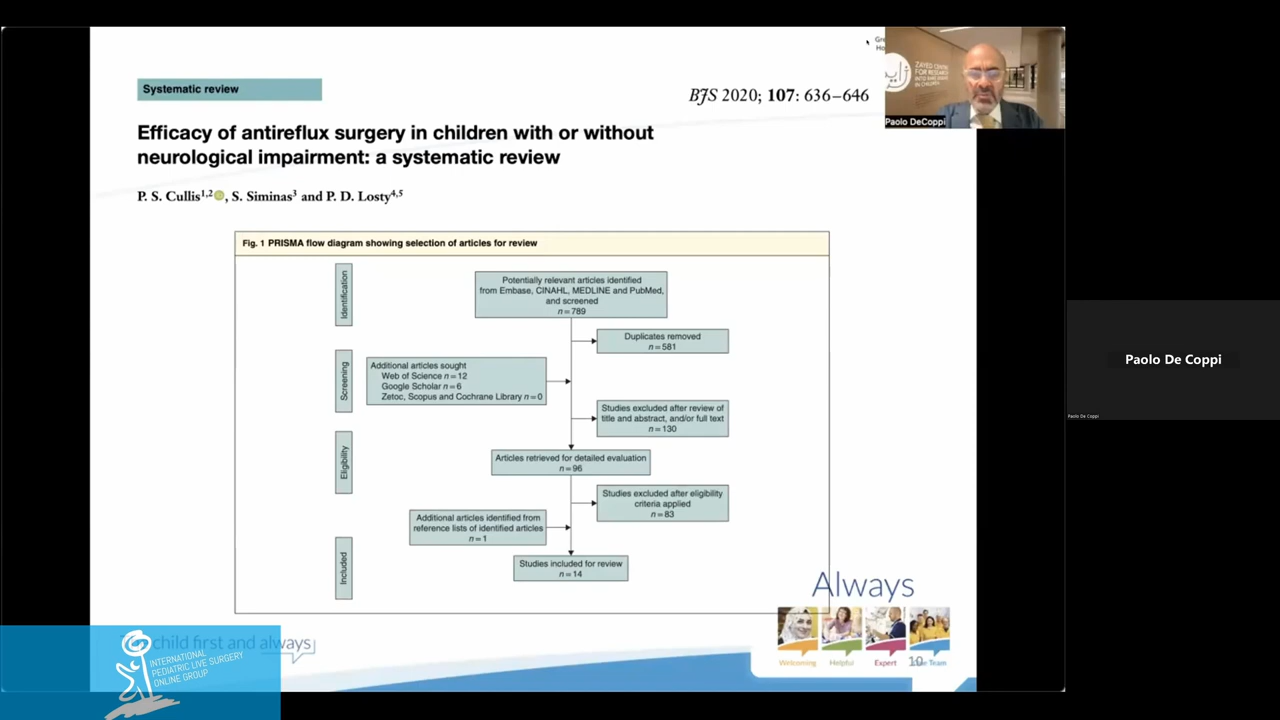 Systematic review
BJS 2020; 107: 636–646
Efficacy of antireflux surgery in children with or without
neurological impairment: a systematic review
P. S. Cullis1,2, S. Siminas3 and P. D. Losty4,5
Fig. 1 PRISMA flow diagram showing selection of articles for review
Identification
Potentially relevant articles identified
from Embase, CINAHL, MEDLINE and PubMed,
and screened
n=789
Duplicates removed
n=581
Screening
Additional articles sought
Web of Science n=12
Google Scholar n=6
Zetoc, Scopus and Cochrane Library n=0
Studies excluded after review of
title and abstract, and/or full text
n=130
Eligibility
Articles retrieved for detailed evaluation
n=96
Studies excluded after eligibility
criteria applied
n=83
Additional articles identified from
reference lists of identified articles
n=1
Included
Studies included for review
n=14
Always
Welcoming
Helpful
Expert
Team
child first and always
INTERNATIONAL
PEDIATRIC LIVE SURGERY
ONLINE GROUP
ZAYED CENTRE
FOR RESEARCH
Paolo DeCoppi
Paolo De Coppi
Paolo De Coppi